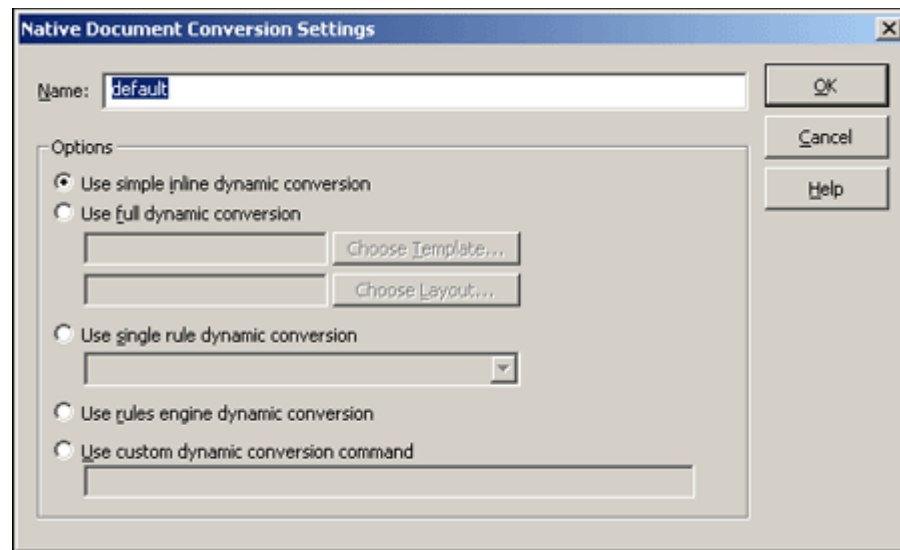 Native Document Conversion Settings
Name: default
OK
Cancel
Help
Options
Use simple inline dynamic conversion
Use full dynamic conversion
Choose Template...
Choose Layout...
Use single rule dynamic conversion
Use rules engine dynamic conversion
Use custom dynamic conversion command